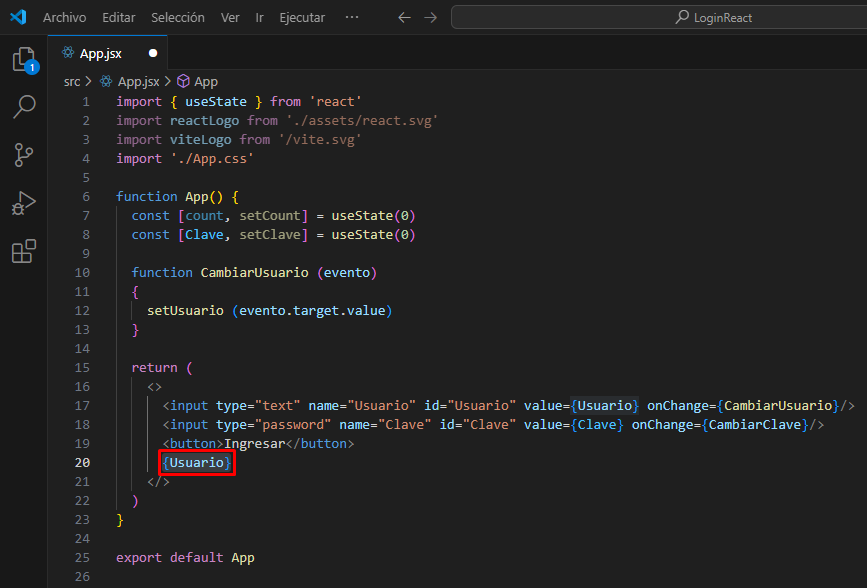 Archivo Editar Selección Ver Ir Ejecutar ··· ← → LoginReact
App.jsx ●
1
src > App.jsx > App
1 import { useState } from 'react'
2 import reactLogo from './assets/react.svg'
3 import viteLogo from '/vite.svg'
4 import './App.css'
5
6 function App() {
7 const [count, setCount] = useState(0)
8 const [Clave, setClave] = useState(0)
9
10 function CambiarUsuario (evento)
11 {
12 setUsuario (evento.target.value)
13 }
14
15 return (
16 <>
17 <input type="text" name="Usuario" id="Usuario" value={Usuario} onChange={CambiarUsuario}/>
18 <input type="password" name="Clave" id="Clave" value={Clave} onChange={CambiarClave}/>
19 <button>Ingresar</button>
20 {Usuario}
21 </>
22 )
23 }
24
25 export default App
26